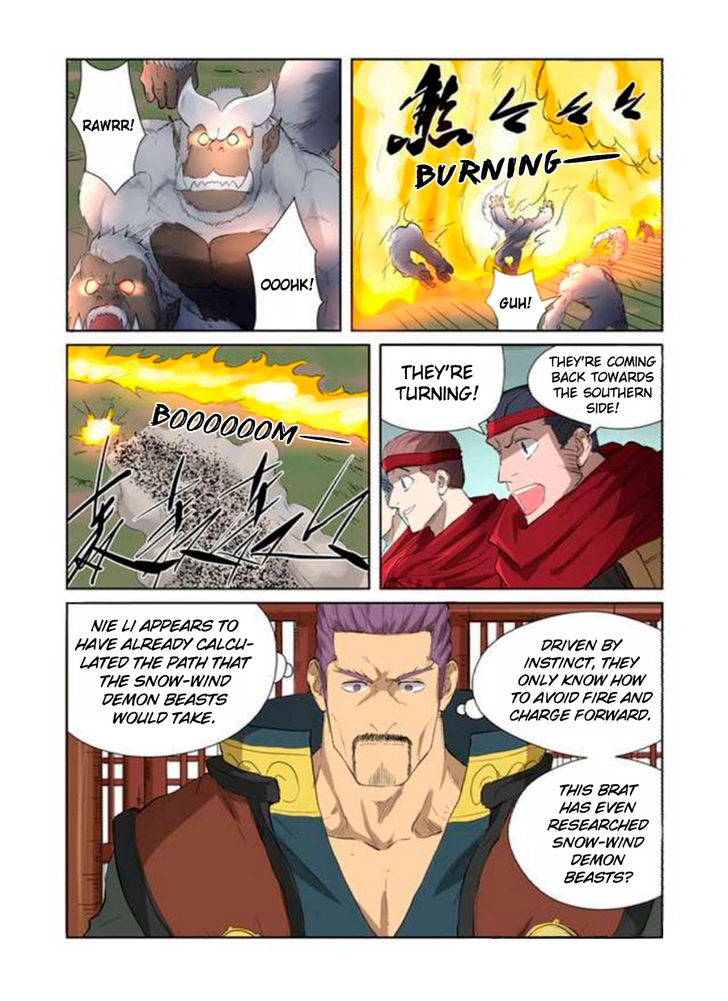 RAWRR!
OOOHK!
BURNING—
GUH!
BOOOOOOM—
THEY'RE
TURNING!
THEY'RE COMING
BACK TOWARDS
THE SOUTHERN
SIDE!
NIE LI APPEARS TO
HAVE ALREADY CALCU-
LATED THE PATH THAT
THE SNOW-WIND
DEMON BEASTS
WOULD TAKE.
DRIVEN BY
INSTINCT, THEY
ONLY KNOW HOW
TO AVOID FIRE AND
CHARGE FORWARD.
THIS BRAT
HAS EVEN
RESEARCHED
SNOW-WIND
DEMON
BEASTS?